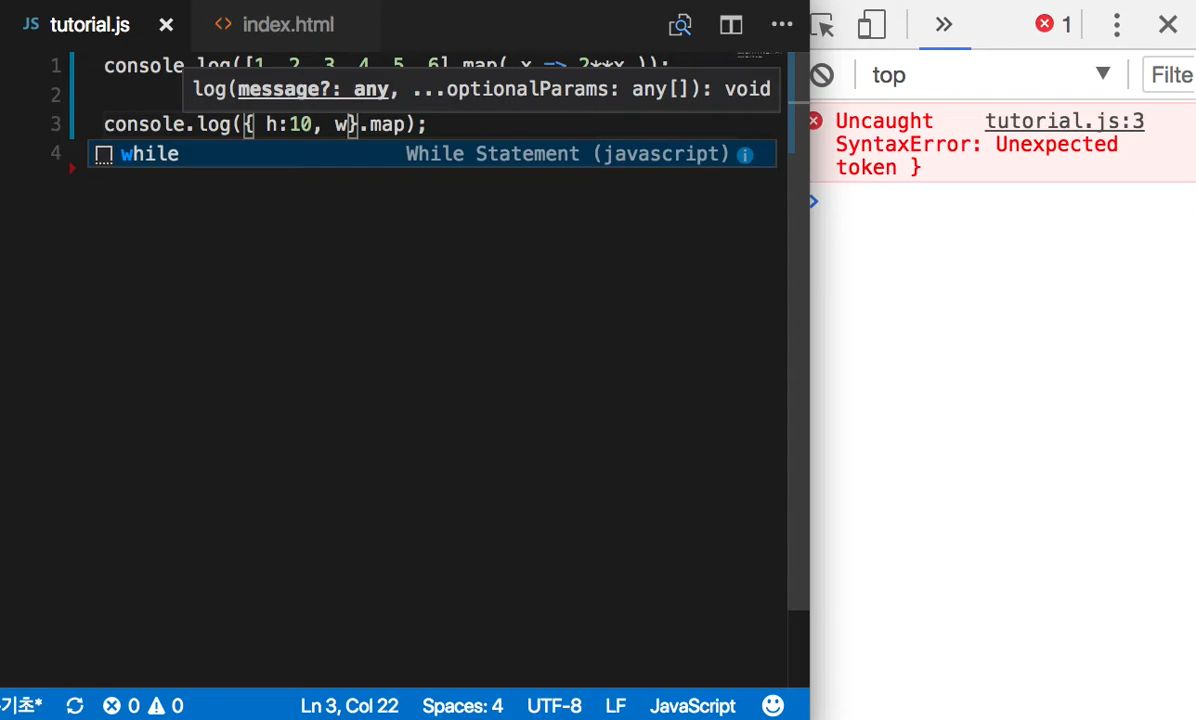 JS tutorial.js × <> index.html
1 console.log([1, 2, 3, 4, 5, 6].map( x => 2**x ));
log(message?: any, ...optionalParams: any[]): void
2
3 console.log({ h:10, w}.map);
4 while While Statement (javascript)
기초* 0 0 Ln 3, Col 22 Spaces: 4 UTF-8 LF JavaScript
» 1
top ▼ Filte
Uncaught tutorial.js:3
SyntaxError: Unexpected
token }